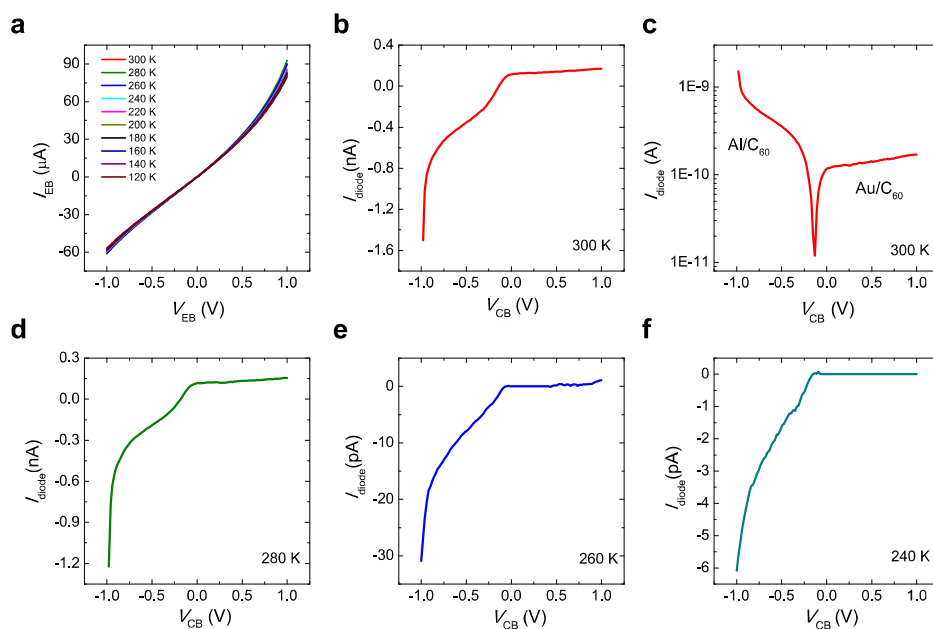 a
90
60
30
0
-30
-60
I_EB (μA)
300 K
280 K
260 K
240 K
220 K
200 K
180 K
160 K
140 K
120 K
-1.0 -0.5 0.0 0.5 1.0
V_EB (V)
b
0.4
0.0
-0.4
-0.8
-1.2
-1.6
I_diode (nA)
300 K
-1.0 -0.5 0.0 0.5 1.0
V_CB (V)
c
1E-9
1E-10
1E-11
I_diode (A)
Al/C₆₀
Au/C₆₀
300 K
-1.0 -0.5 0.0 0.5 1.0
V_CB (V)
d
0.3
0.0
-0.3
-0.6
-0.9
-1.2
I_diode(nA)
280 K
-1.0 -0.5 0.0 0.5 1.0
V_CB (V)
e
0
-10
-20
-30
I_diode(pA)
260 K
-1.0 -0.5 0.0 0.5 1.0
V_CB (V)
f
0
-1
-2
-3
-4
-5
-6
I_diode(pA)
240 K
-1.0 -0.5 0.0 0.5 1.0
V_CB (V)